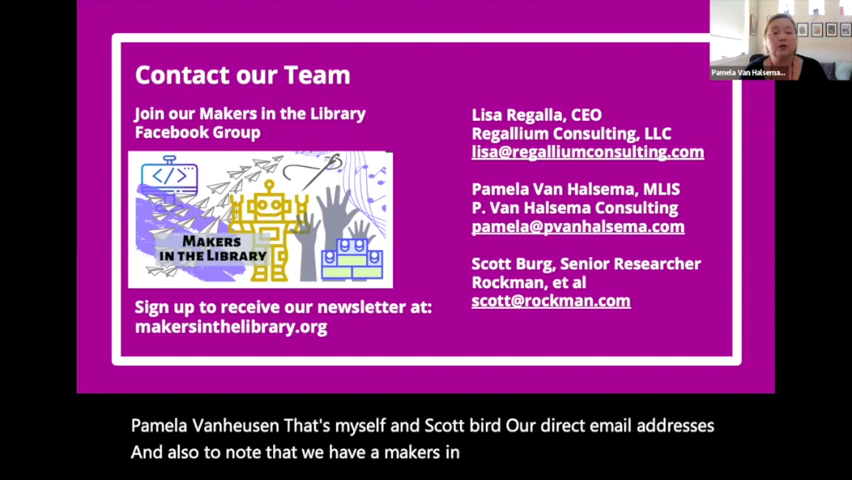 Contact our Team
Join our Makers in the Library
Facebook Group
</>
MAKERS
IN THE LIBRARY
Sign up to receive our newsletter at:
makersinthelibrary.org
Lisa Regalla, CEO
Regallium Consulting, LLC
lisa@regalliumconsulting.com
Pamela Van Halsema, MLIS
P. Van Halsema Consulting
pamela@pvanhalsema.com
Scott Burg, Senior Researcher
Rockman, et al
scott@rockman.com
Pamela Van Halsema...
Pamela Vanheusen That's myself and Scott bird Our direct email addresses
And also to note that we have a makers in